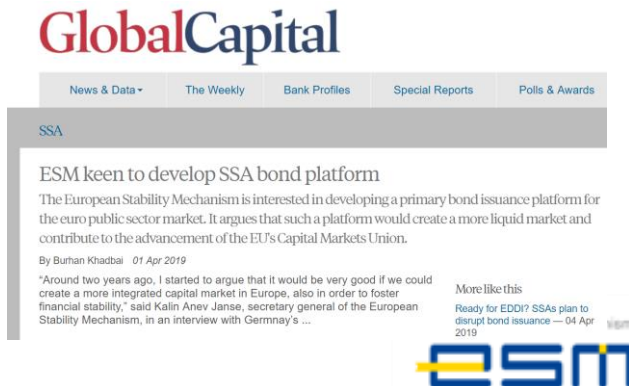 GlobalCapital
News & Data The Weekly Bank Profiles Special Reports Polls & Awards
SSA
ESM keen to develop SSA bond platform
The European Stability Mechanism is interested in developing a primary bond issuance platform for
the euro public sector market. It argues that such a platform would create a more liquid market and
contribute to the advancement of the EU's Capital Markets
Union.
By Burhan Khadbai 01 Apr 2019
“Around two years ago, I started to argue that it would be very good if we could
create a more integrated capital market in Europe, also in order to foster
financial stability,” said Kalin Anev Janse, secretary general of the European
Stability Mechanism, in an interview with Germnay's ...
More like this
Ready for EDDI? SSAs plan to
disrupt bond issuance — 04 Apr
2019
esm